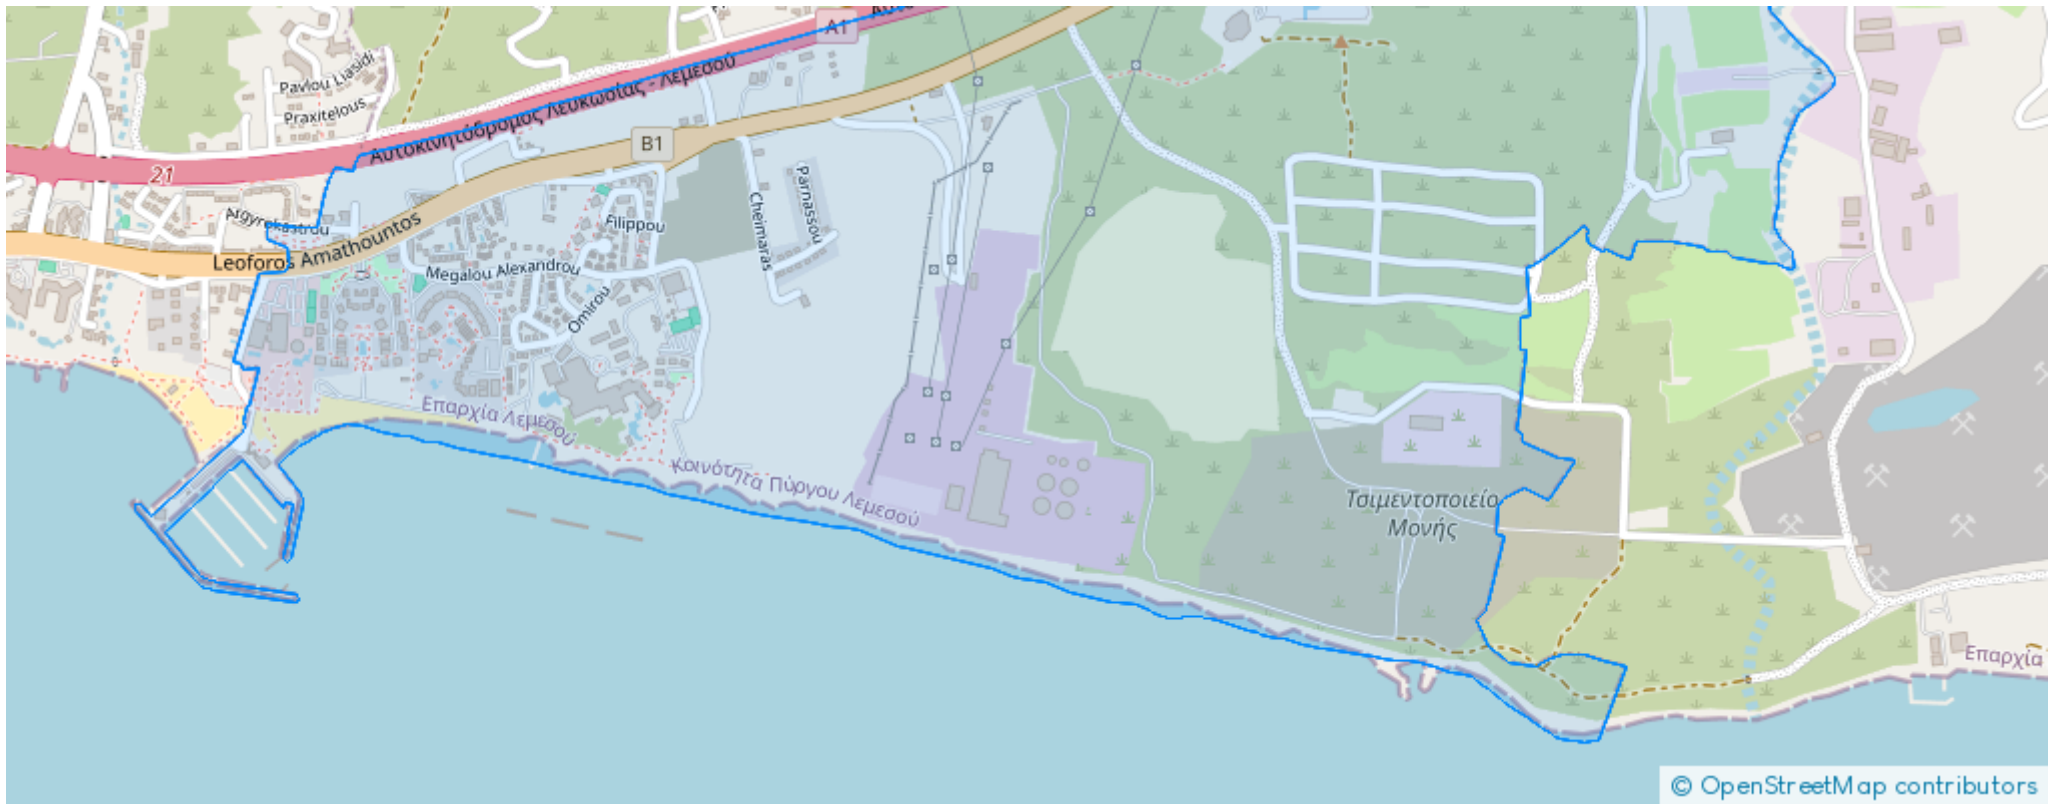 A1
Αυτοκινητόδρομος Λευκωσίας - Λεμεσού
Pavlou Liasidi
Praxitelous
B1
21
Argyrokastrou
Leoforos Amathountos
Filippou
Cheimaras
Parnassou
Megalou Alexandrou
Omirou
Επαρχία Λεμεσού
Κοινότητα Πύργου Λεμεσού
Τσιμεντοποιείο
Μονής
Επαρχία
© OpenStreetMap contributors